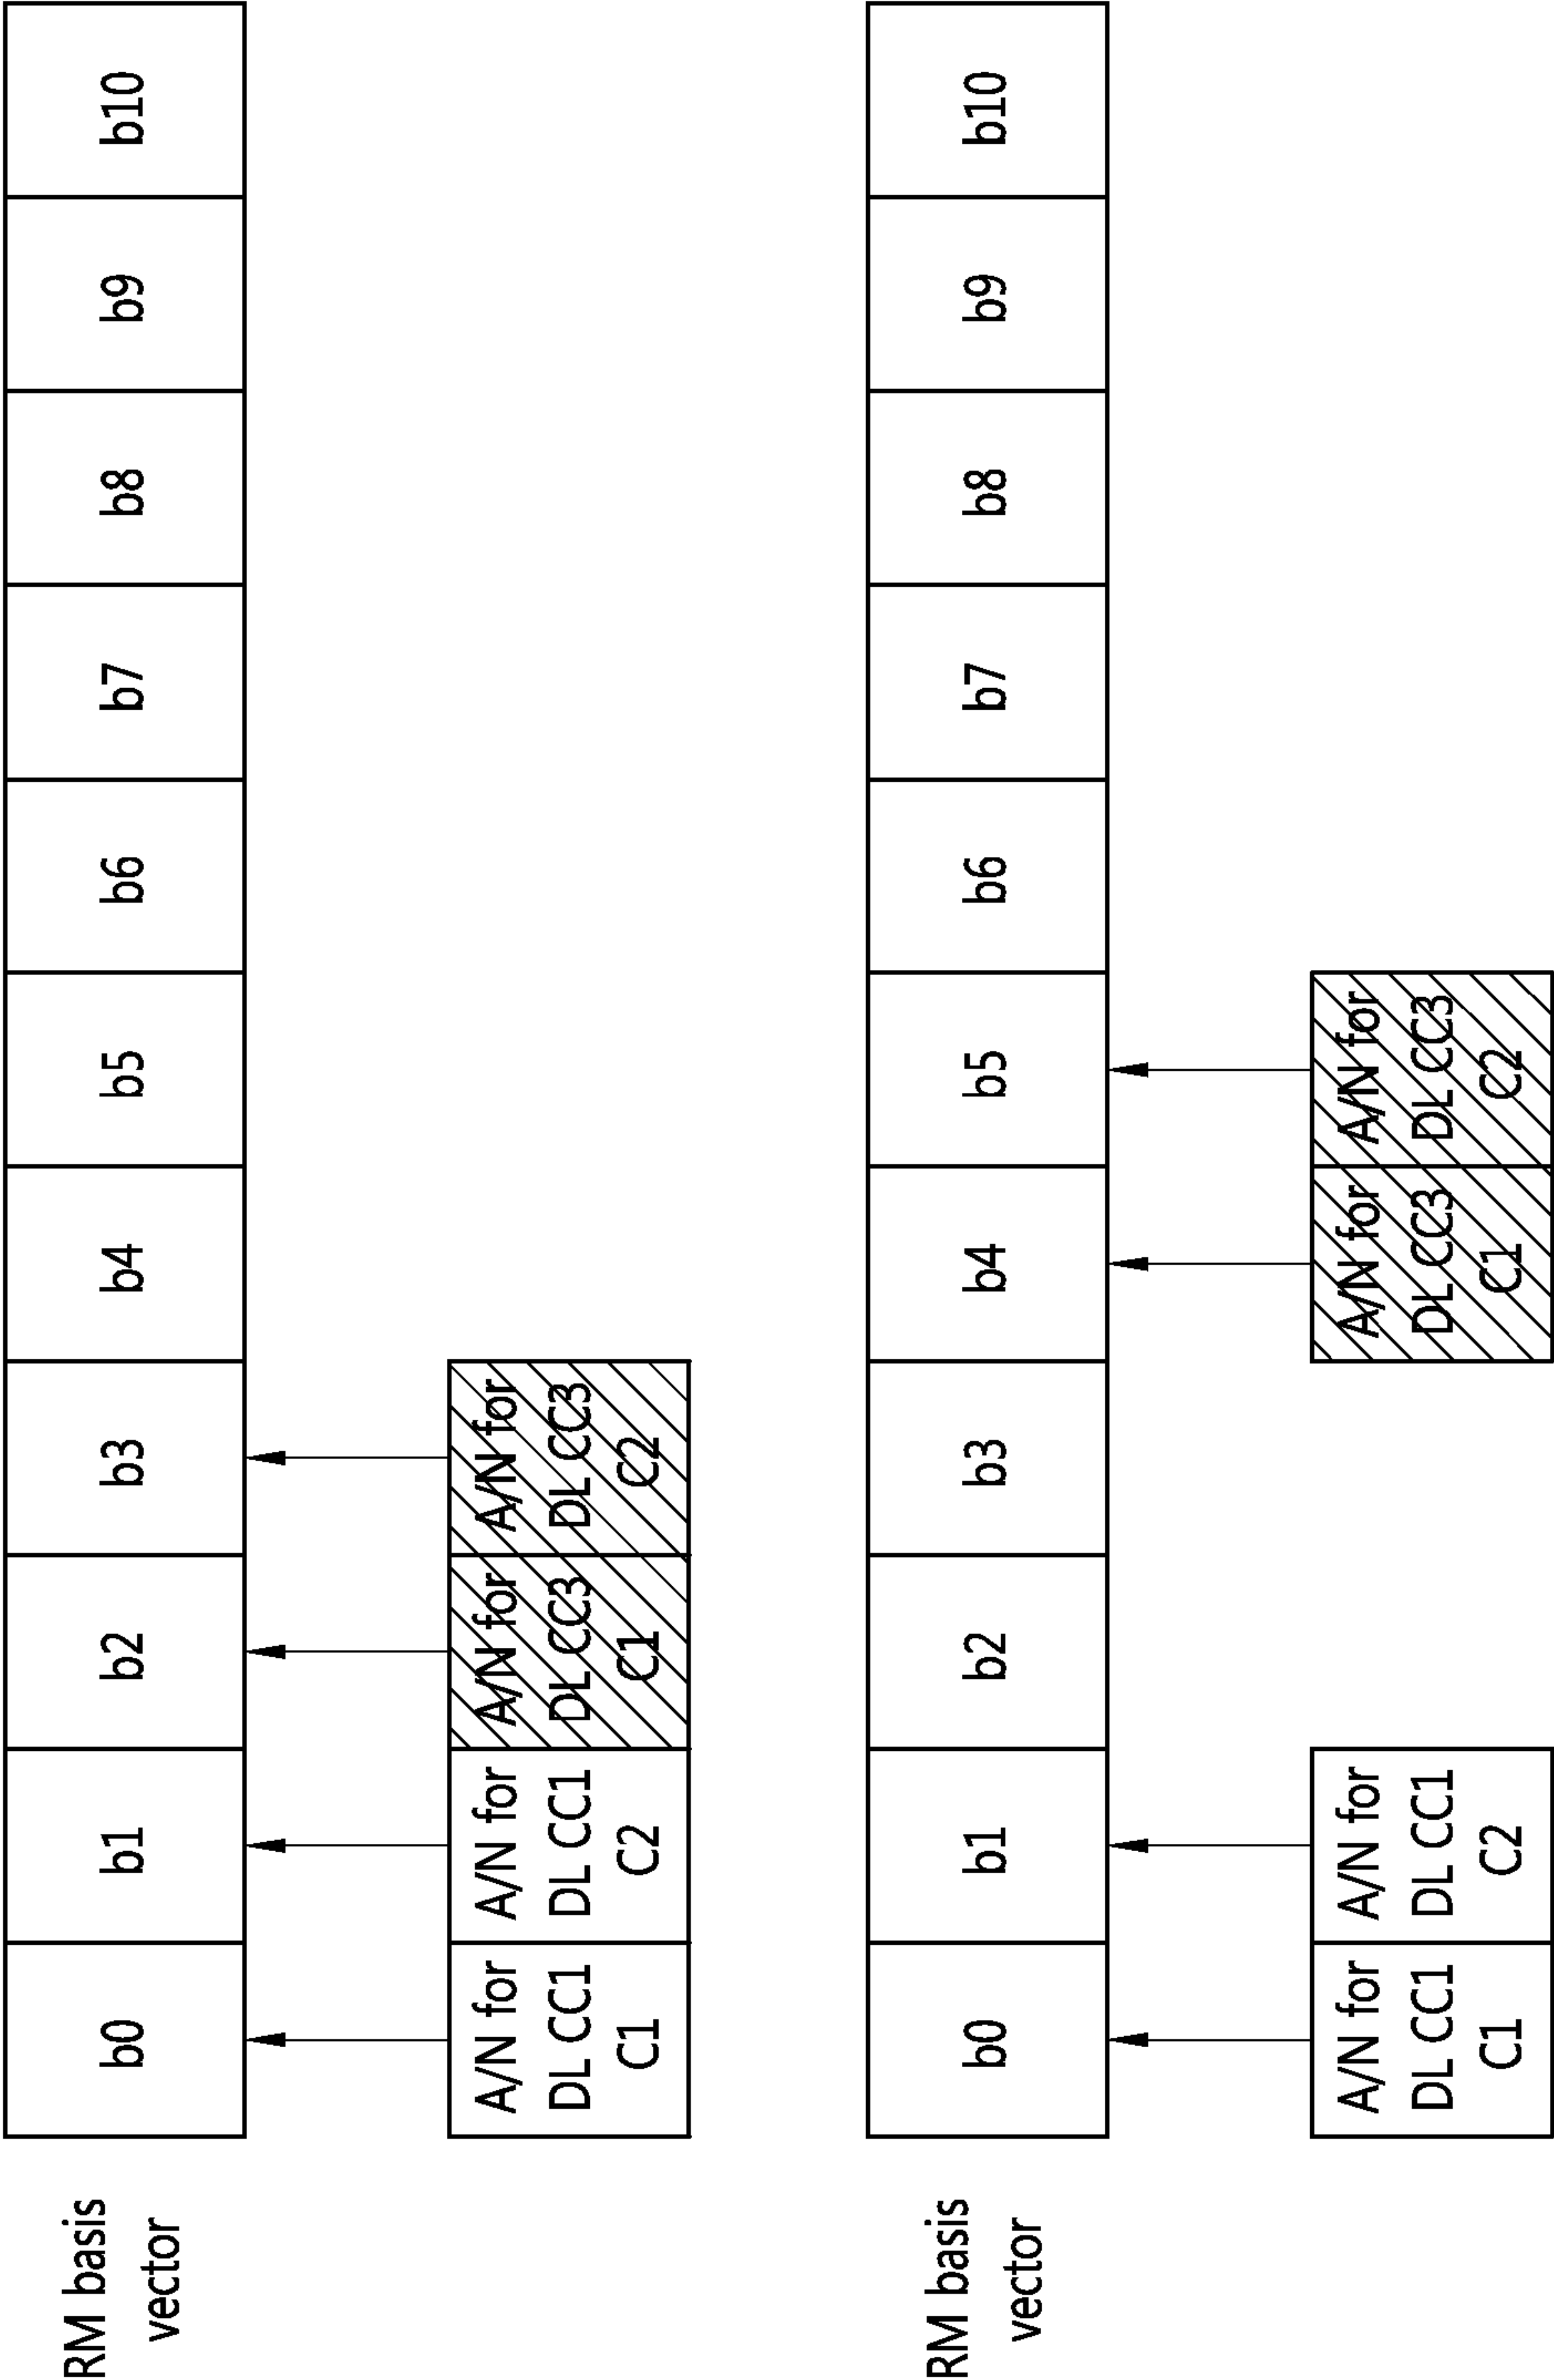 RM basis
vector
b0
b1
b2
b3
b4
b5
b6
b7
b8
b9
b10
A/N for
DL CC1
C1
A/N for
DL CC1
C2
A/N for
DL CC3
C1
A/N for
DL CC3
C2
RM basis
vector
b0
b1
b2
b3
b4
b5
b6
b7
b8
b9
b10
A/N for
DL CC1
C1
A/N for
DL CC1
C2
A/N for
DL CC3
C1
A/N for
DL CC3
C2